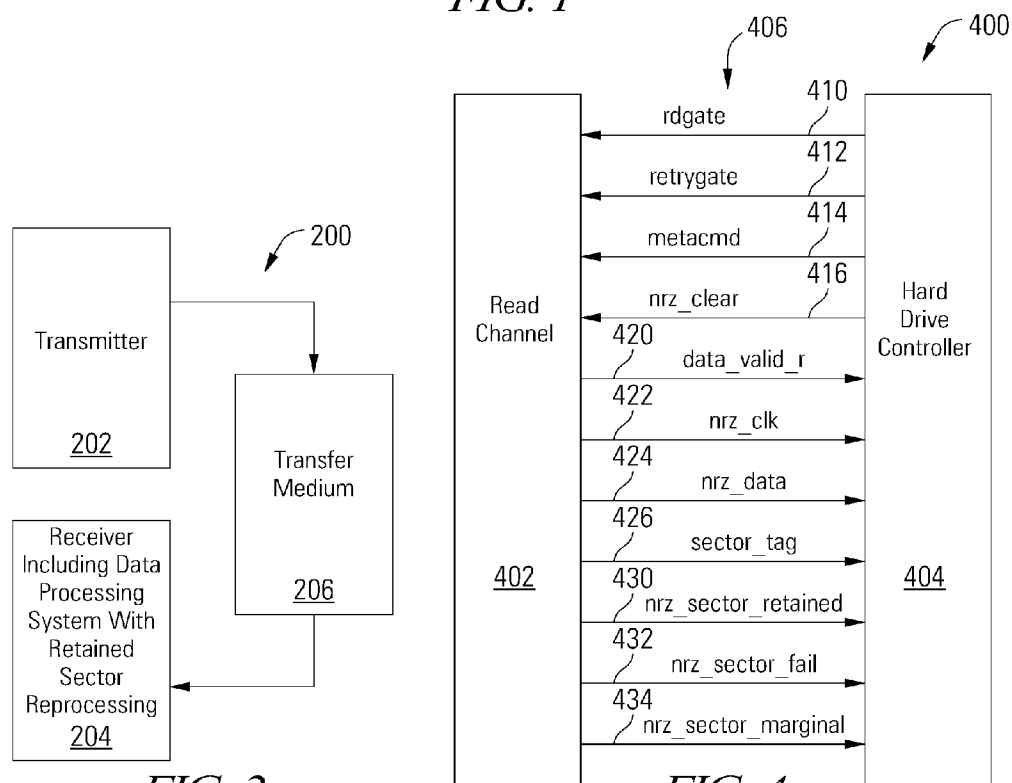 FIG. 1
200
Transmitter
202
Transfer
Medium
206
Receiver
Including Data
Processing
System With
Retained
Sector
Reprocessing
204
FIG. 2
400
406
Read
Channel
402
Hard
Drive
Controller
404
rdgate
410
retrygate
412
metacmd
414
nrz_clear
416
420
data_valid_r
422
nrz_clk
424
nrz_data
426
sector_tag
430
nrz_sector_retained
432
nrz_sector_fail
434
nrz_sector_marginal
FIG. 4